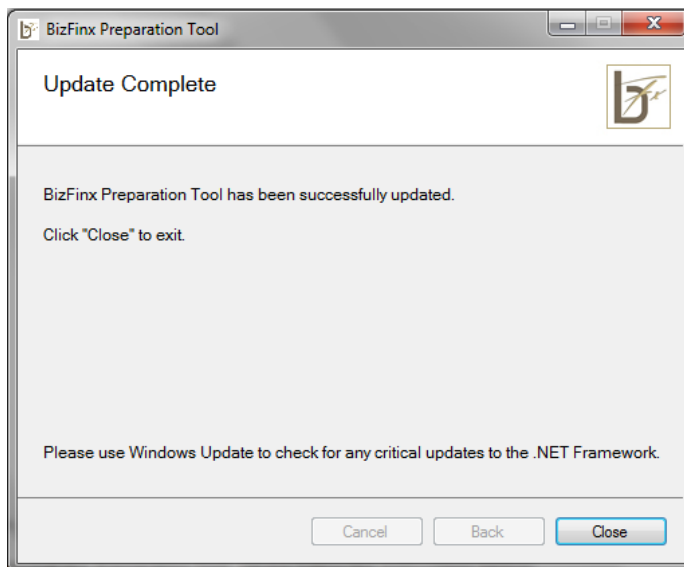 BizFinx Preparation Tool
Update Complete
BizFinx Preparation Tool has been successfully updated.
Click "Close" to exit.
Please use Windows Update to check for any critical updates to the .NET Framework.
Cancel
Back
Close